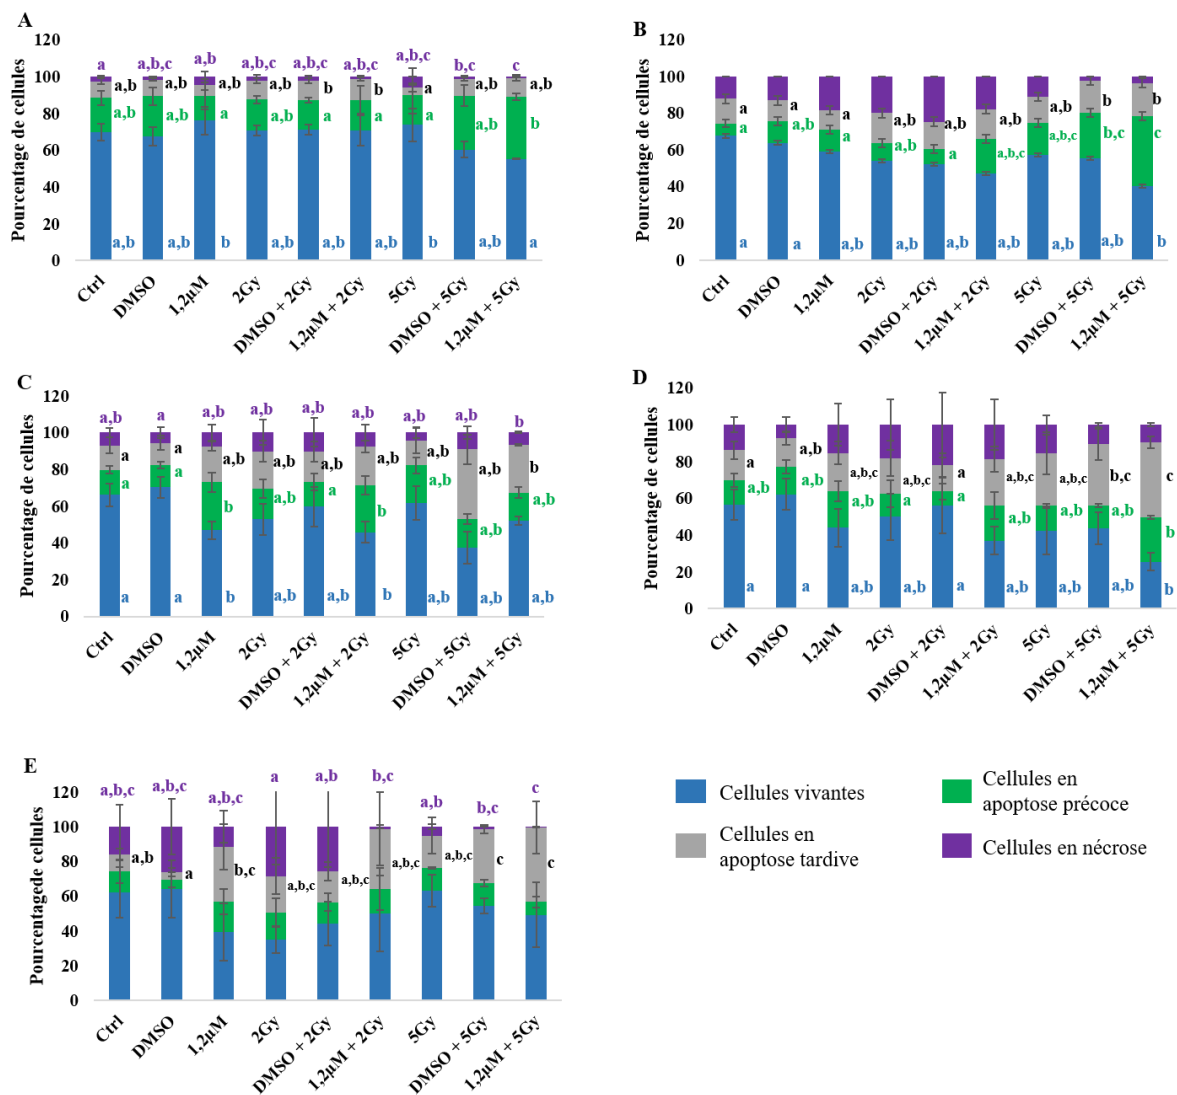 A
120
100
80
60
40
20
0
Pourcentage de cellules
a a,b,c a,b a,b,c a,b,c a,b,c a,b,c b,c c
a,b a,b a,b a,b b b a a,b a,b
a,b a,b a a,b a a a a,b b
a,b a,b b a,b a,b a,b b a,b a
Ctrl DMSO 1,2µM 2Gy DMSO + 2Gy 1,2µM + 2Gy 5Gy DMSO + 5Gy 1,2µM + 5Gy
B
120
100
80
60
40
20
0
Pourcentage de cellules
a a a a,b a,b a,b a,b b b
a a,b a a,b a a,b,c a,b,c b,c c
a a a,b a,b a,b a,b a,b a,b b
Ctrl DMSO 1,2µM 2Gy DMSO + 2Gy 1,2µM + 2Gy 5Gy DMSO + 5Gy 1,2µM + 5Gy
C
120
100
80
60
40
20
0
Pourcentage de cellules
a,b a a,b a,b a,b a,b a,b a,b b
a a a,b a,b a,b a,b a,b a,b b
a a b a,b a b a,b a,b a,b
a a b a,b a,b b a,b a,b a,b
Ctrl DMSO 1,2µM 2Gy DMSO + 2Gy 1,2µM + 2Gy 5Gy DMSO + 5Gy 1,2µM + 5Gy
D
120
100
80
60
40
20
0
Pourcentage de cellules
a a,b a,b,c a,b,c a a,b,c a,b,c b,c c
a,b a,b a,b a a a,b a,b a,b b
a a a,b a,b a a,b a,b a,b b
Ctrl DMSO 1,2µM 2Gy DMSO + 2Gy 1,2µM + 2Gy 5Gy DMSO + 5Gy 1,2µM + 5Gy
E
120
100
80
60
40
20
0
Pourcentagede cellules
a,b,c a,b,c a,b,c a a,b b,c a,b b,c c
a,b a b,c a,b,c a,b,c a,b,c a,b,c c c
Ctrl DMSO 1,2µM 2Gy DMSO + 2Gy 1,2µM + 2Gy 5Gy DMSO + 5Gy 1,2µM + 5Gy
Cellules vivantes
Cellules en
apoptose précoce
Cellules en
apoptose tardive
Cellules en nécrose